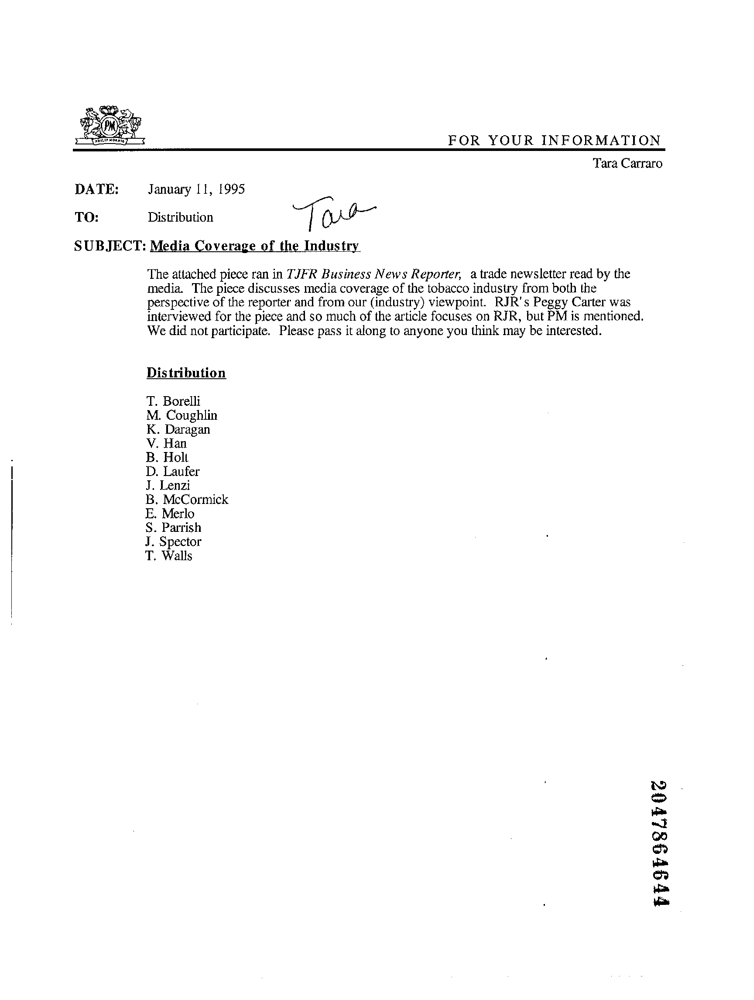 PM
PHILIP MORRIS
FOR YOUR INFORMATION
Tara Carraro
DATE: January 11, 1995
TO: Distribution
Tara
SUBJECT: Media Coverage of the Industry
The attached piece ran in TJFR Business News Reporter, a trade newsletter read by the
media. The piece discusses media coverage of the tobacco industry from both the
perspective of the reporter and from our (industry) viewpoint. RJR's Peggy Carter was
interviewed for the piece and so much of the article focuses on RJR, but PM is mentioned.
We did not participate. Please pass it along to anyone you think may be interested.
Distribution
T. Borelli
M. Coughlin
K. Daragan
V. Han
B. Holt
D. Laufer
J. Lenzi
B. McCormick
E. Merlo
S. Parrish
J. Spector
T. Walls
2047864644